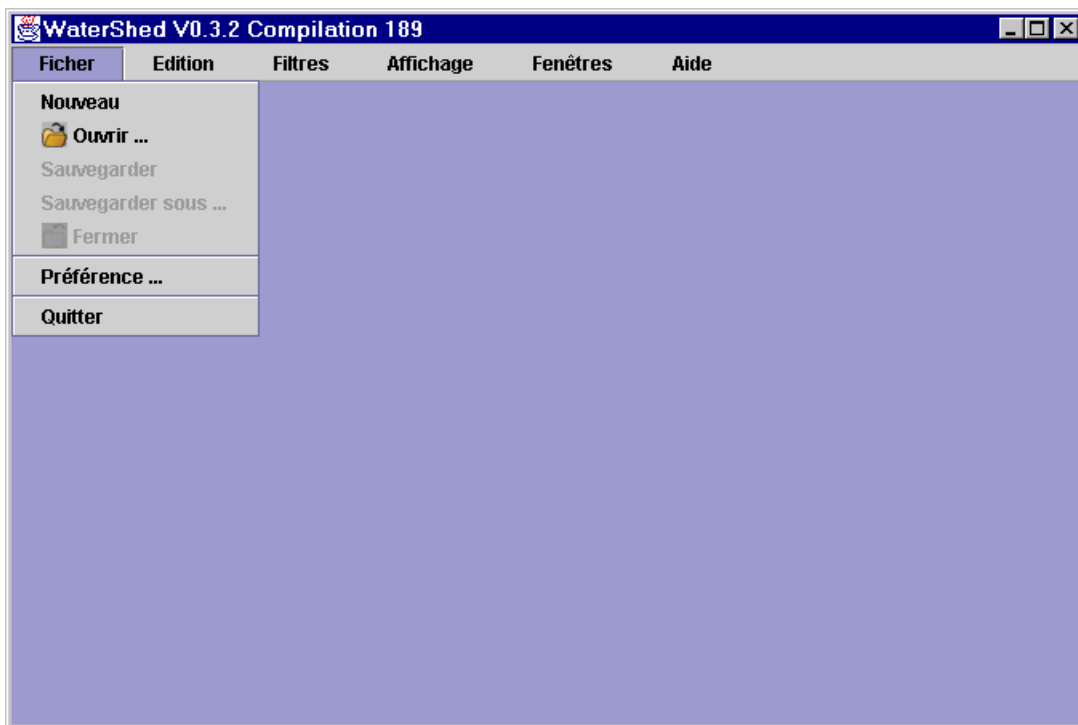 WaterShed V0.3.2 Compilation 189
Ficher Edition Filtres Affichage Fenêtres Aide
Nouveau
Ouvrir ...
Sauvegarder
Sauvegarder sous ...
Fermer
Préférence ...
Quitter